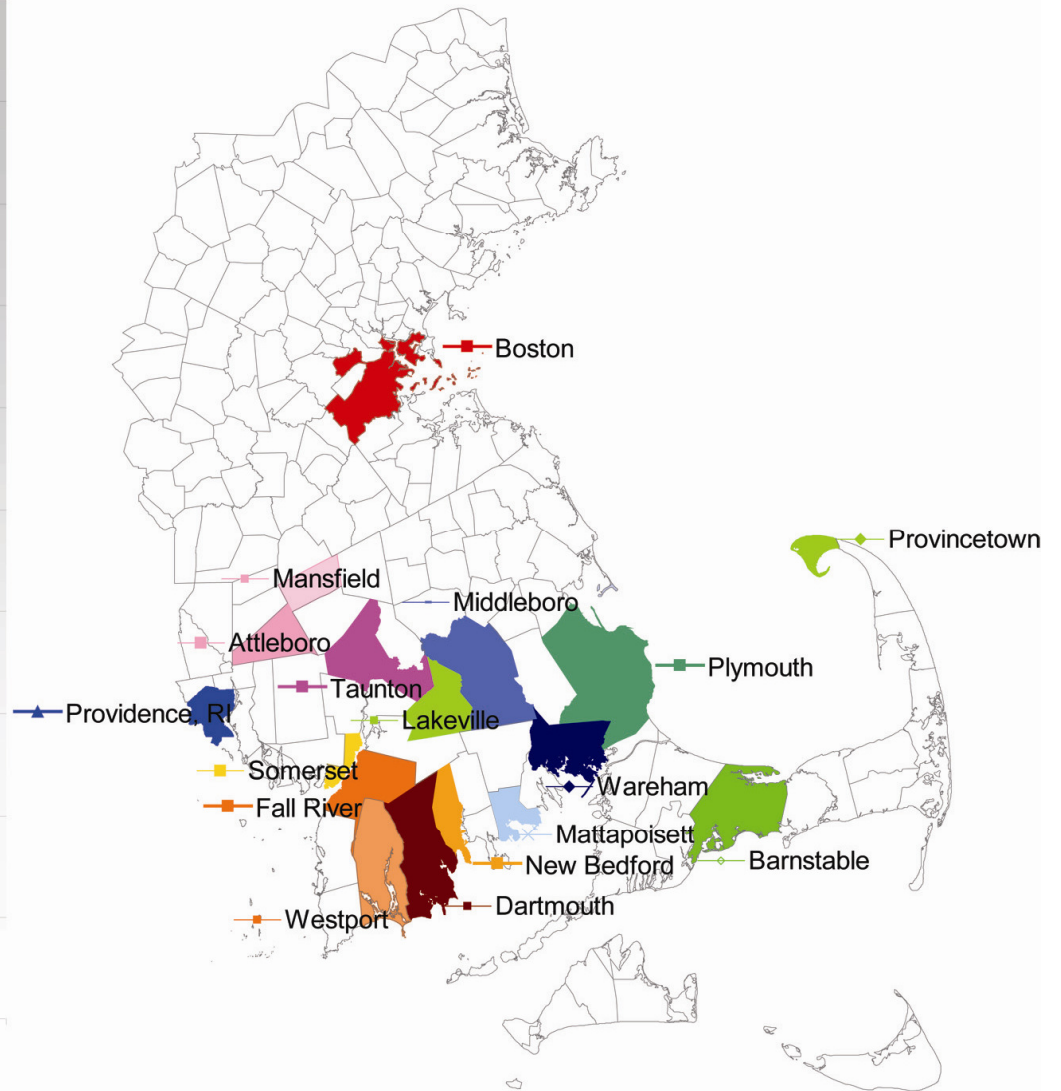 Boston
Provincetown
Mansfield
Middleboro
Attleboro
Plymouth
Taunton
Providence, RI
Lakeville
Somerset
Wareham
Fall River
Mattapoisett
Barnstable
New Bedford
Dartmouth
Westport